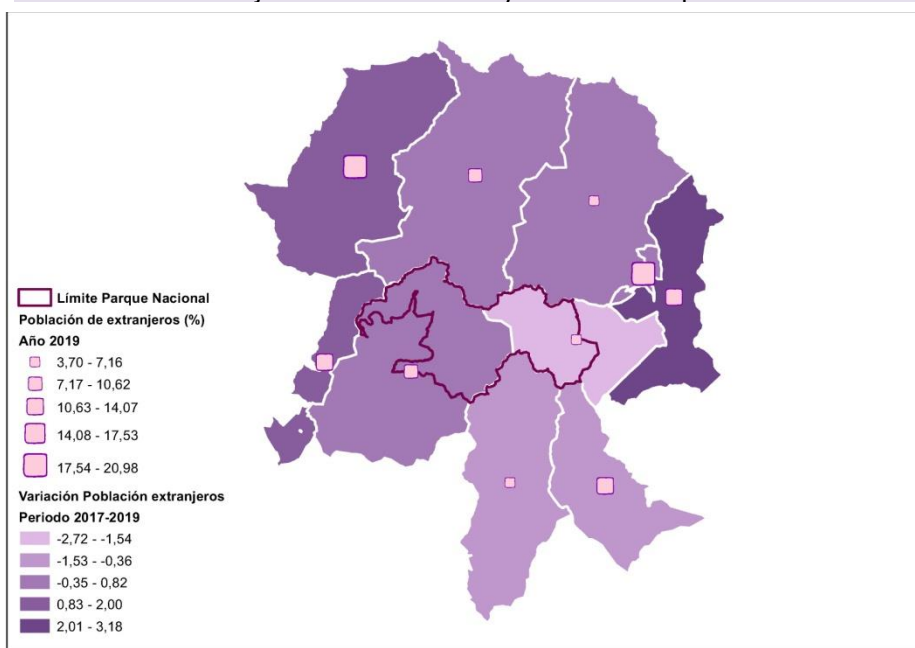 Límite Parque Nacional
Población de extranjeros (%)
Año 2019
3,70 - 7,16
7,17 - 10,62
10,63 - 14,07
14,08 - 17,53
17,54 - 20,98
Variación Población extranjeros
Periodo 2017-2019
-2,72 - -1,54
-1,53 - -0,36
-0,35 - 0,82
0,83 - 2,00
2,01 - 3,18